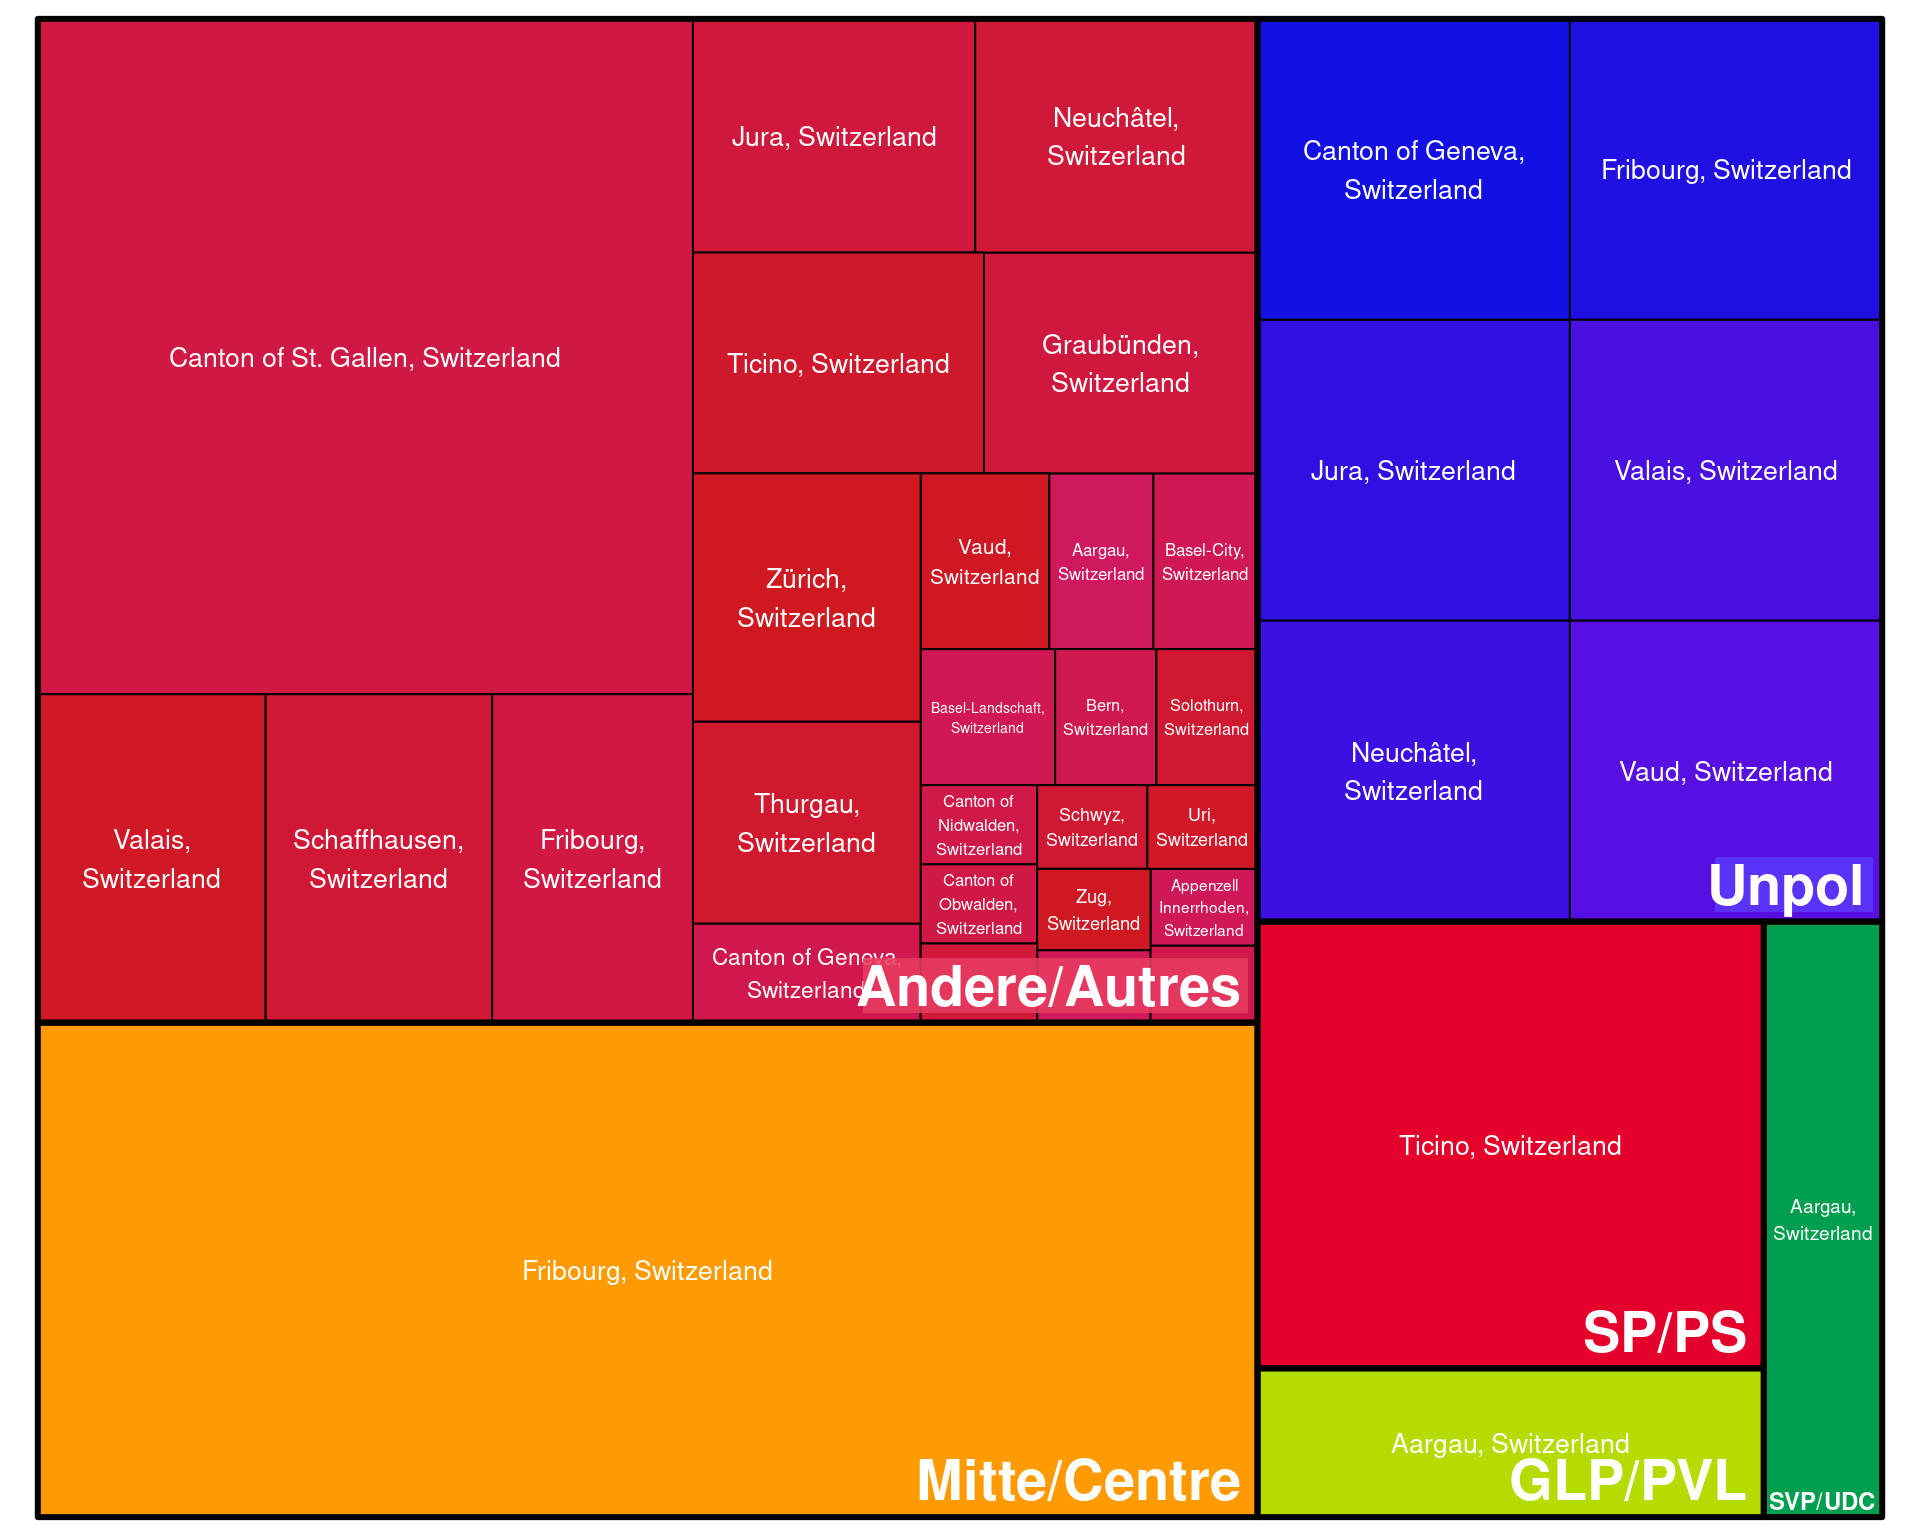 Canton of St. Gallen, Switzerland
Jura, Switzerland
Neuchâtel,
Switzerland
Ticino, Switzerland
Graubünden,
Switzerland
Zürich,
Switzerland
Vaud,
Switzerland
Aargau,
Switzerland
Basel-City,
Switzerland
Basel-Landschaft,
Switzerland
Bern,
Switzerland
Solothurn,
Switzerland
Valais,
Switzerland
Schaffhausen,
Switzerland
Fribourg,
Switzerland
Thurgau,
Switzerland
Canton of
Nidwalden,
Switzerland
Schwyz,
Switzerland
Uri,
Switzerland
Canton of
Obwalden,
Switzerland
Zug,
Switzerland
Appenzell
Innerrhoden,
Switzerland
Canton of Geneva,
Switzerland
Andere/Autres
Canton of Geneva,
Switzerland
Fribourg, Switzerland
Jura, Switzerland
Valais, Switzerland
Neuchâtel,
Switzerland
Vaud, Switzerland
Unpol
Fribourg, Switzerland
Mitte/Centre
Ticino, Switzerland
SP/PS
Aargau, Switzerland
GLP/PVL
Aargau,
Switzerland
SVP/UDC